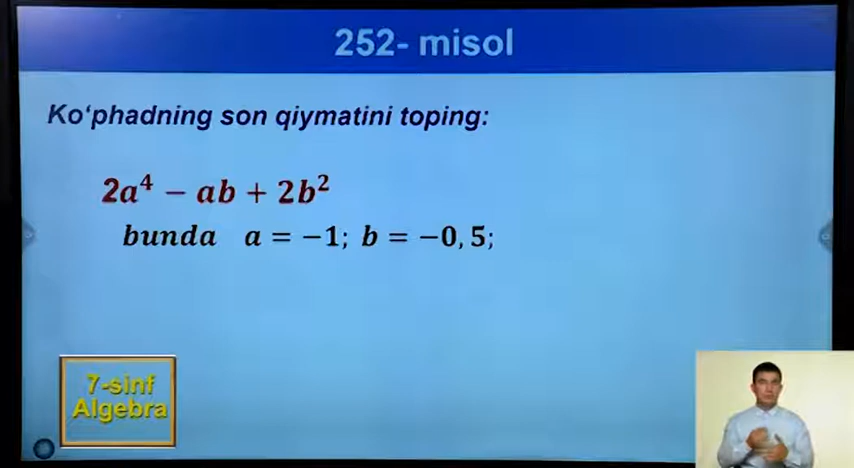 252- misol
Ko‘phadning son qiymatini toping:
2a⁴ − ab + 2b²
bunda a = −1; b = −0,5;
7-sinf
Algebra